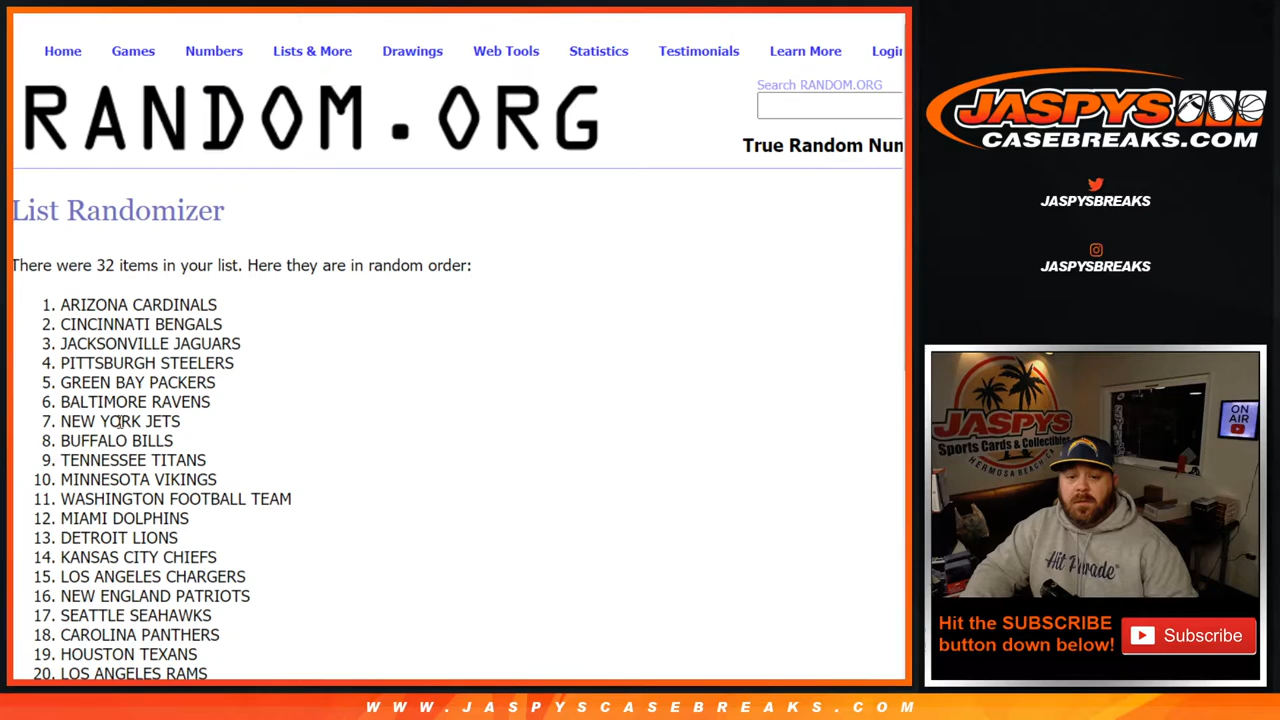 Home Games Numbers Lists & More Drawings Web Tools Statistics Testimonials Learn More Login
RANDOM.ORG
Search RANDOM.ORG
True Random Num
List Randomizer
There were 32 items in your list. Here they are in random order:
1. ARIZONA CARDINALS
2. CINCINNATI BENGALS
3. JACKSONVILLE JAGUARS
4. PITTSBURGH STEELERS
5. GREEN BAY PACKERS
6. BALTIMORE RAVENS
7. NEW YORK JETS
8. BUFFALO BILLS
9. TENNESSEE TITANS
10. MINNESOTA VIKINGS
11. WASHINGTON FOOTBALL TEAM
12. MIAMI DOLPHINS
13. DETROIT LIONS
14. KANSAS CITY CHIEFS
15. LOS ANGELES CHARGERS
16. NEW ENGLAND PATRIOTS
17. SEATTLE SEAHAWKS
18. CAROLINA PANTHERS
19. HOUSTON TEXANS
20. LOS ANGELES RAMS
JASPYS
CASEBREAKS.COM
JASPYSBREAKS
JASPYSBREAKS
JASPYS
Sports Cards & Collectibles
HERMOSA BEACH
ON
AIR
Hit Parade
Hit the SUBSCRIBE
button down below!
Subscribe
WWW.JASPYSCASEBREAKS.COM